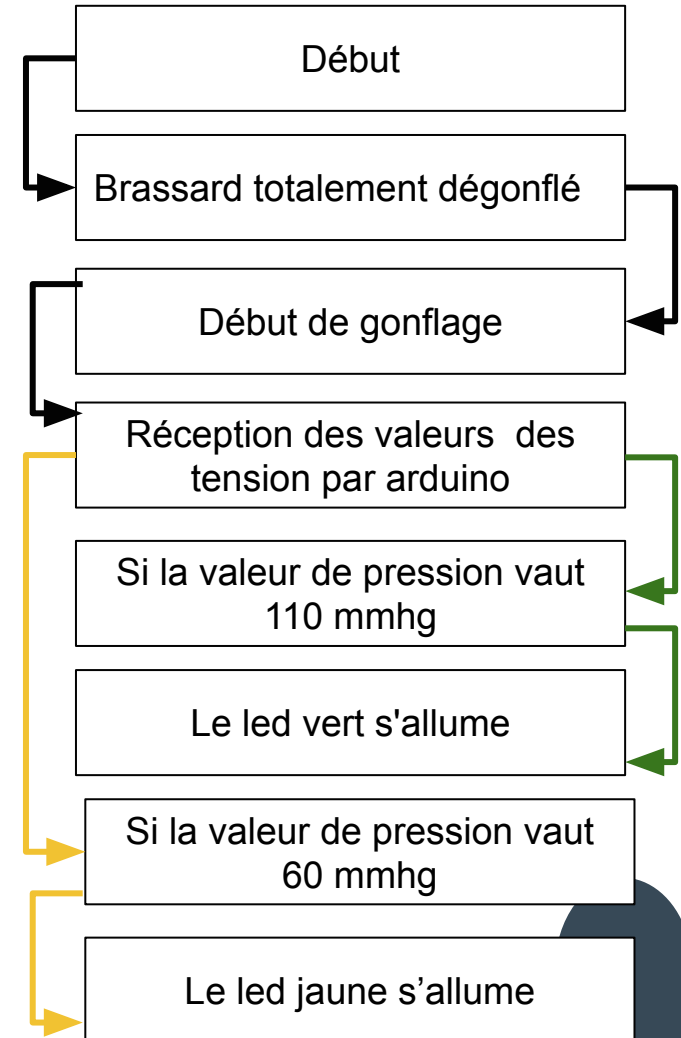 Début
Brassard totalement dégonflé
Début de gonflage
Réception des valeurs des
tension par arduino
Si la valeur de pression vaut
110 mmhg
Le led vert s'allume
Si la valeur de pression vaut
60 mmhg
Le led jaune s’allume